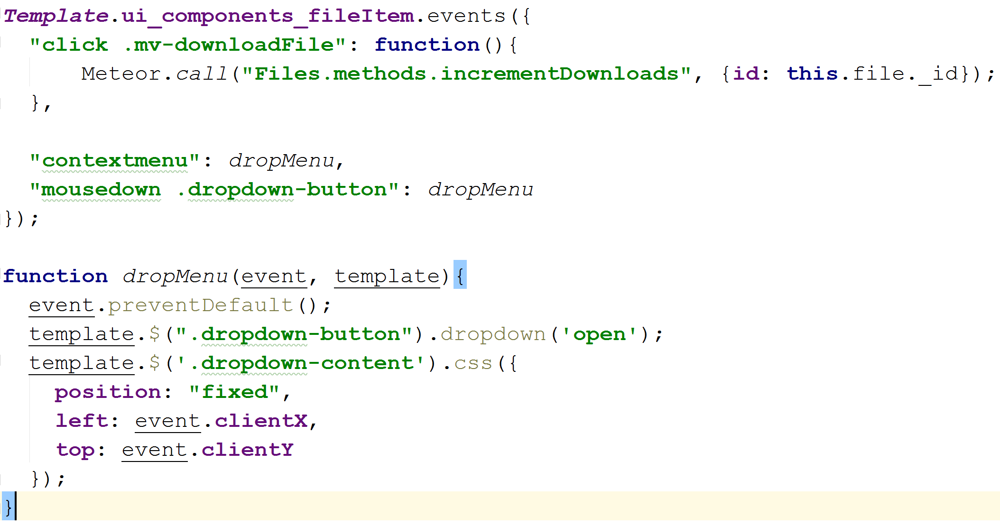 Template.ui_components_fileItem.events({
  "click .mv-downloadFile": function(){
      Meteor.call("Files.methods.incrementDownloads", {id: this.file._id});
  },

  "contextmenu": dropMenu,
  "mousedown .dropdown-button": dropMenu
});

function dropMenu(event, template){
  event.preventDefault();
  template.$(".dropdown-button").dropdown('open');
  template.$('.dropdown-content').css({
    position: "fixed",
    left: event.clientX,
    top: event.clientY
  });
}